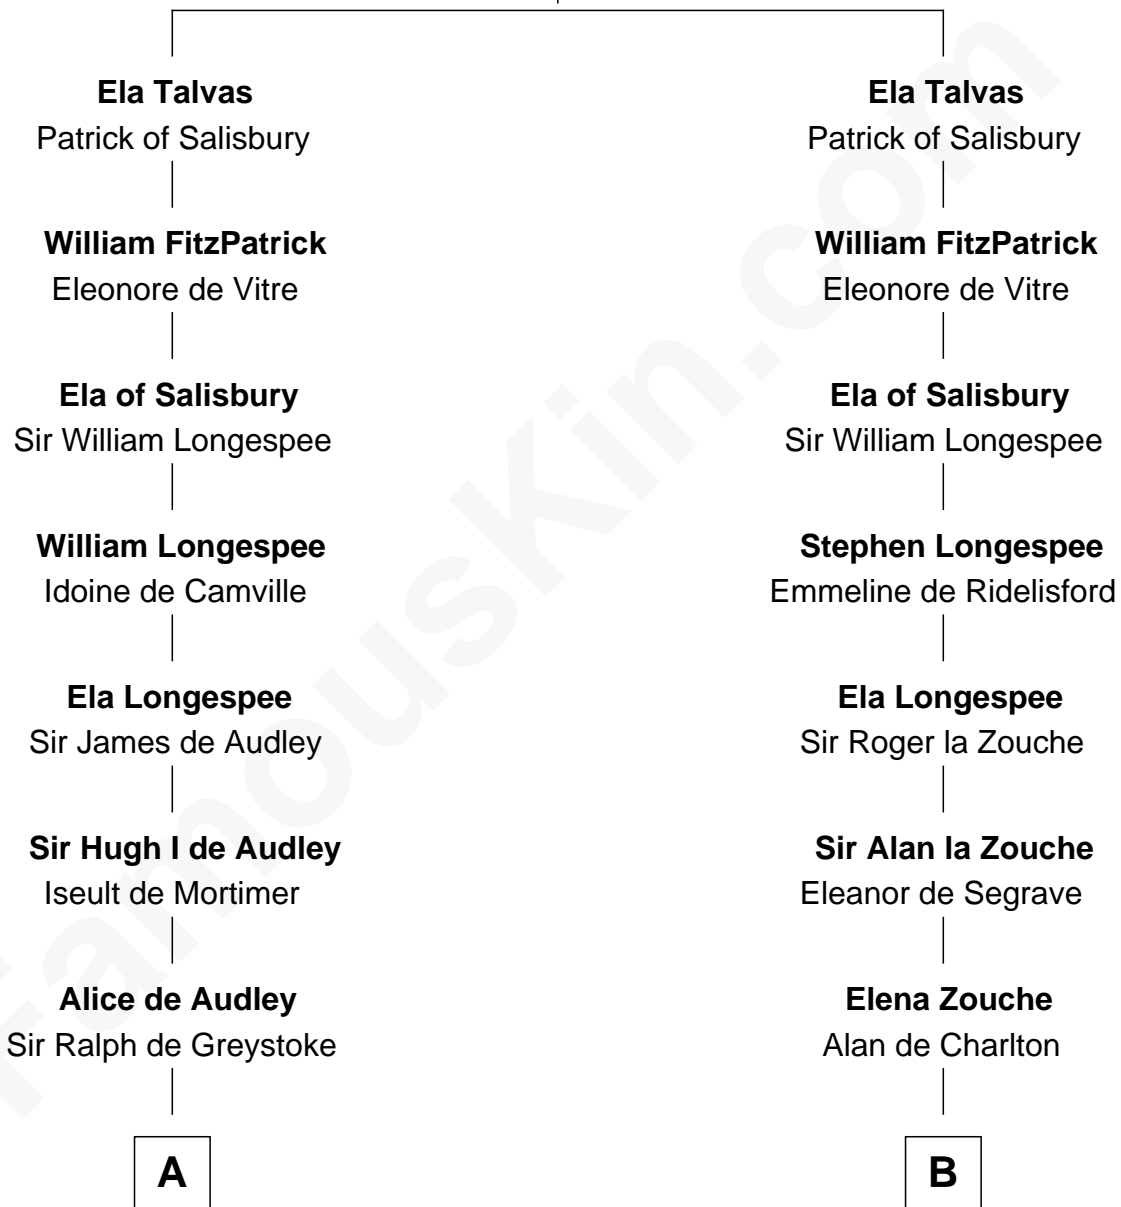 Ela Talvas
Patrick of Salisbury
William FitzPatrick
Eleonore de Vitre
Ela of Salisbury
Sir William Longespee
William Longespee
Idoine de Camville
Ela Longespee
Sir James de Audley
Sir Hugh I de Audley
Iseult de Mortimer
Alice de Audley
Sir Ralph de Greystoke
A
Ela Talvas
Patrick of Salisbury
William FitzPatrick
Eleonore de Vitre
Ela of Salisbury
Sir William Longespee
Stephen Longespee
Emmeline de Ridelisford
Ela Longespee
Sir Roger la Zouche
Sir Alan la Zouche
Eleanor de Segrave
Elena Zouche
Alan de Charlton
B
FamousKin.com